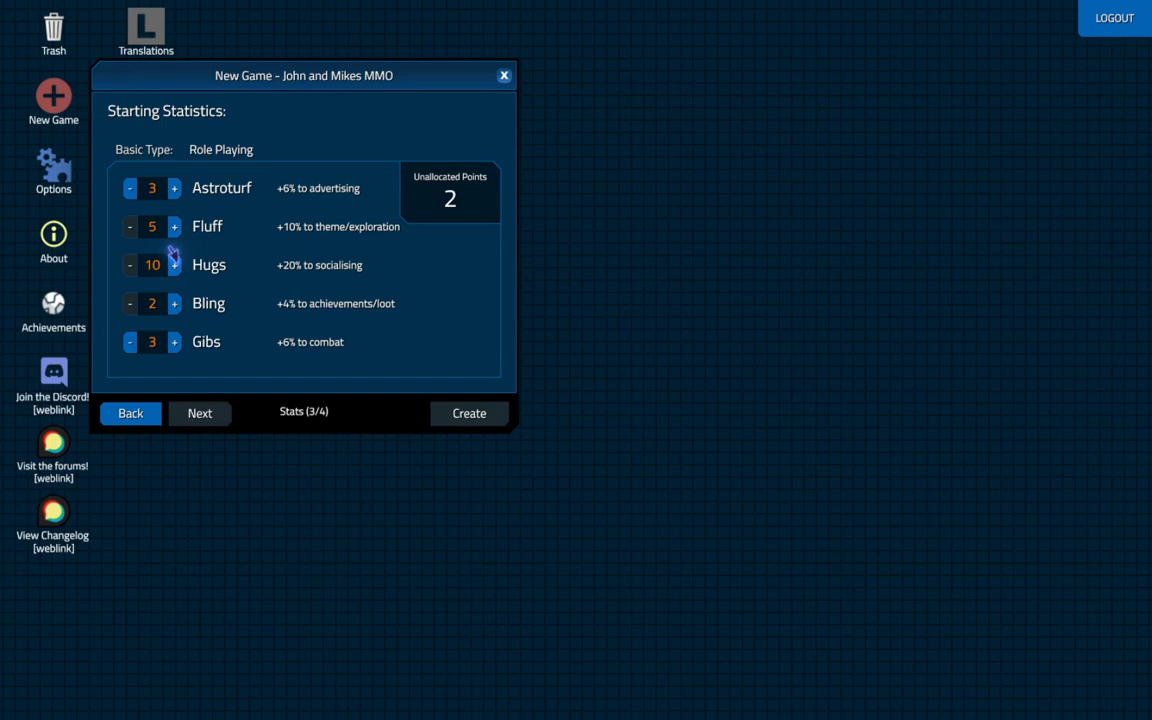 LOGOUT
Trash
L
Translations
New Game - John and Mikes MMO
X
Starting Statistics:
New Game
Basic Type: Role Playing
Unallocated Points
2
- 3 + Astroturf +6% to advertising
Options
- 5 + Fluff +10% to theme/exploration
About
- 10 + Hugs +20% to socialising
- 2 + Bling +4% to achievements/loot
Achievements
- 3 + Gibs +6% to combat
Join the Discord!
[weblink]
Back Next Stats (3/4) Create
Visit the forums!
[weblink]
View Changelog
[weblink]